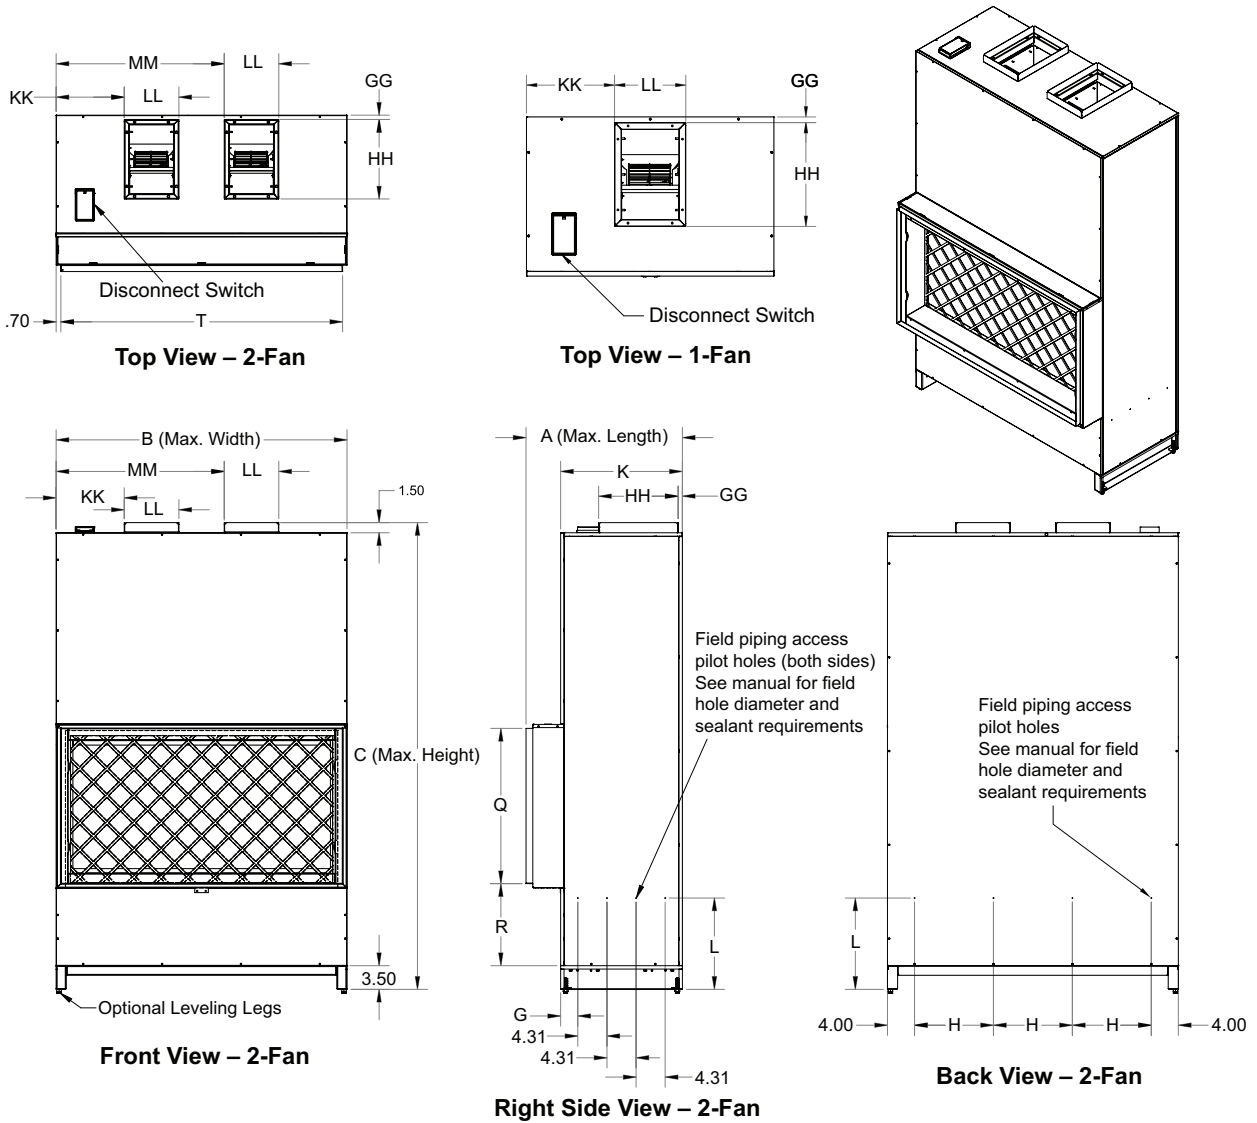 MM
LL
KK
LL
GG
HH
Disconnect Switch
.70
T
Top View – 2-Fan
KK
LL
GG
HH
Disconnect Switch
Top View – 1-Fan
B (Max. Width)
MM
LL
KK
LL
1.50
C (Max. Height)
3.50
Optional Leveling Legs
Front View – 2-Fan
A (Max. Length)
K
HH
GG
Field piping access
pilot holes (both sides)
See manual for field
hole diameter and
sealant requirements
Q
R
L
G
4.31
4.31
4.31
Right Side View – 2-Fan
Field piping access
pilot holes
See manual for field
hole diameter and
sealant requirements
L
4.00
H
H
H
4.00
Back View – 2-Fan